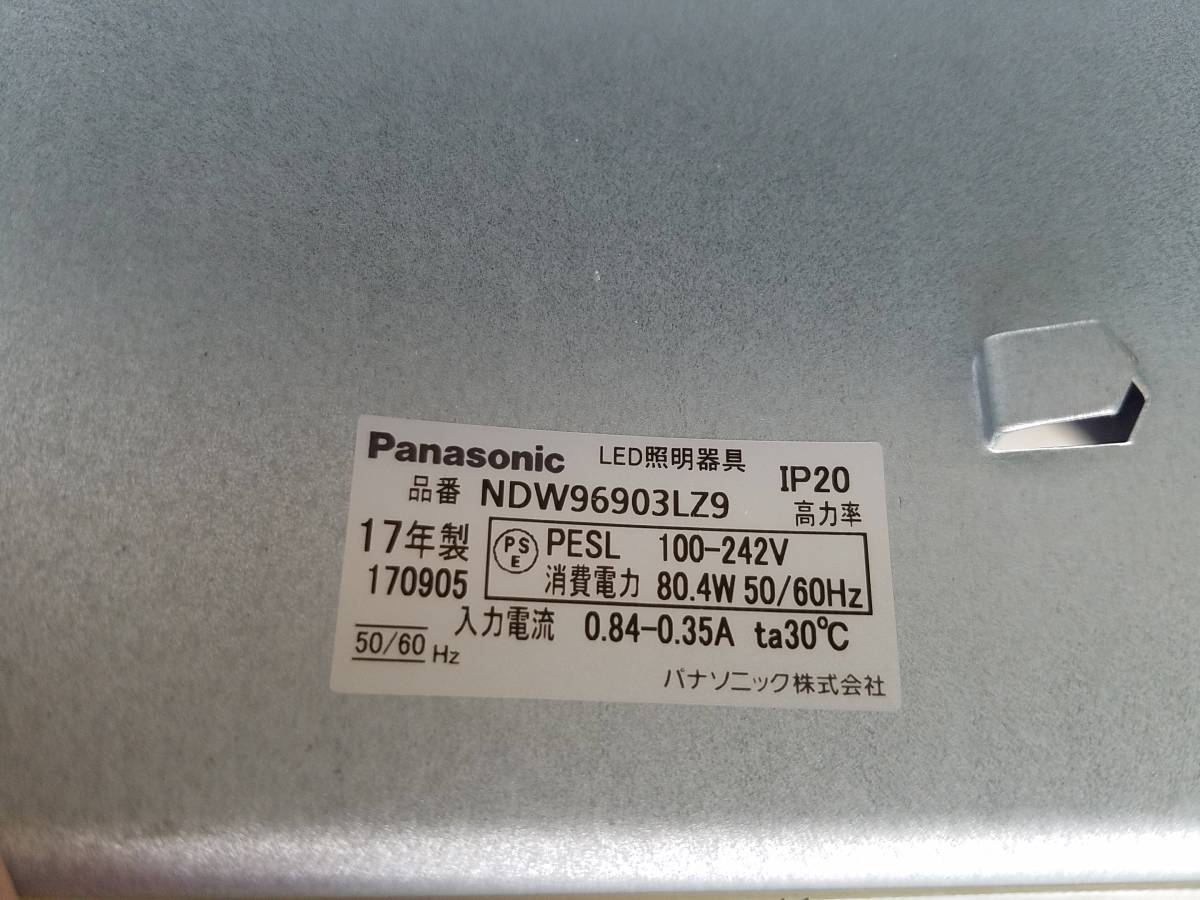 Panasonic LED照明器具 IP20
品番 NDW96903LZ9 高力率
17年製 PSE PESL 100-242V
170905 消費電力 80.4W 50/60Hz
入力電流 0.84-0.35A ta30℃
50/60 Hz
パナソニック株式会社